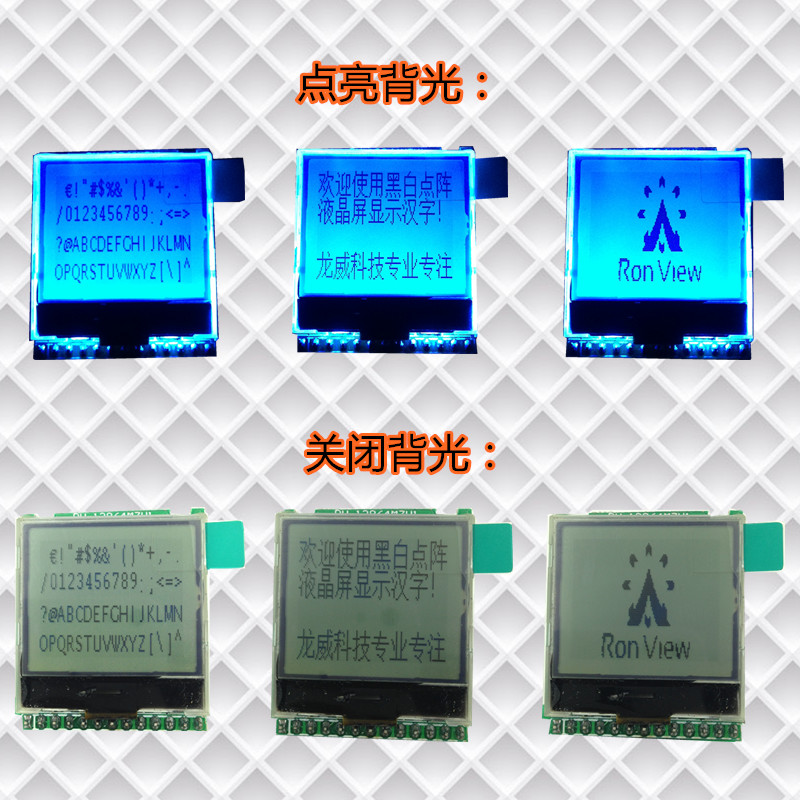 点亮背光：
€!"#$%&'()*+,-.
/0123456789:;<=>
?@ABCDEFGHIJKLMN
OPQRSTUVWXYZ[\]^
欢迎使用黑白点阵
液晶屏显示汉字!
龙威科技专业专注
Ron View
关闭背光：
€!"#$%&'()*+,-.
/0123456789:;<=>
?@ABCDEFGHIJKLMN
OPQRSTUVWXYZ[\]^
欢迎使用黑白点阵
液晶屏显示汉字!
龙威科技专业专注
Ron View